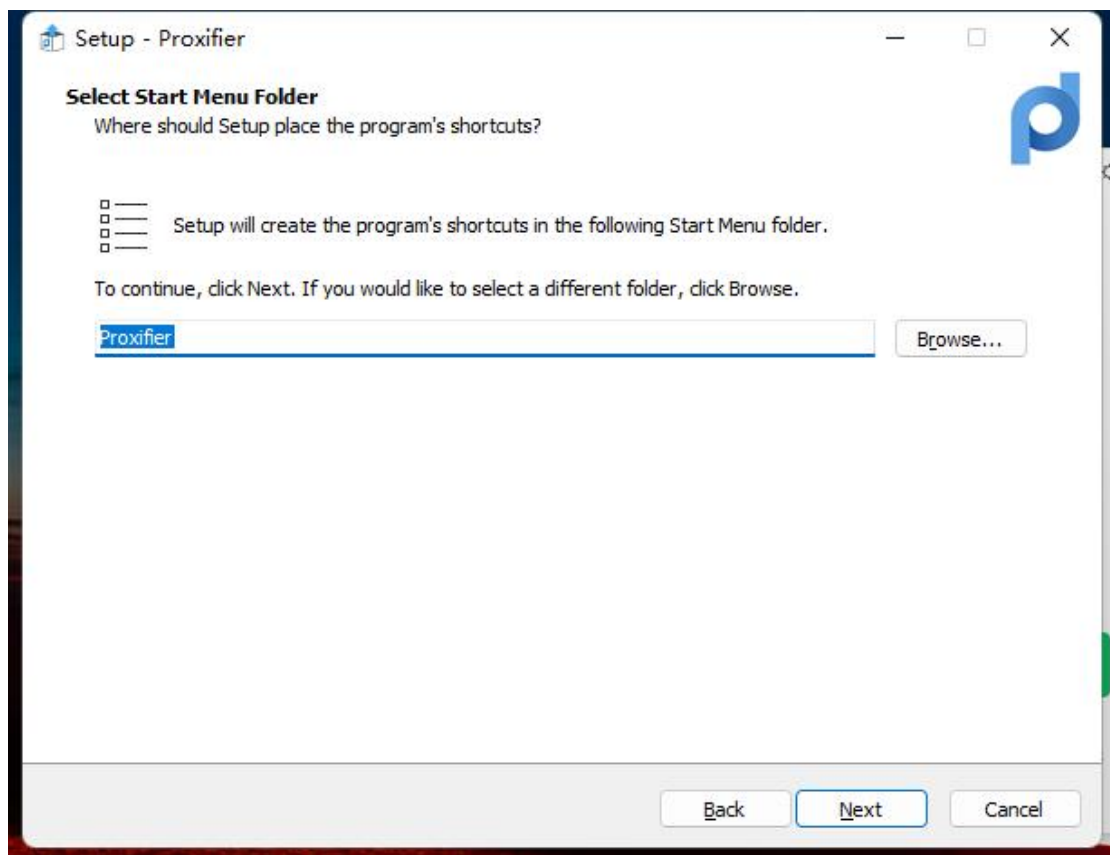 Setup - Proxifier
Select Start Menu Folder
Where should Setup place the program's shortcuts?
Setup will create the program's shortcuts in the following Start Menu folder.
To continue, click Next. If you would like to select a different folder, click Browse.
Proxifier
Browse...
Back
Next
Cancel